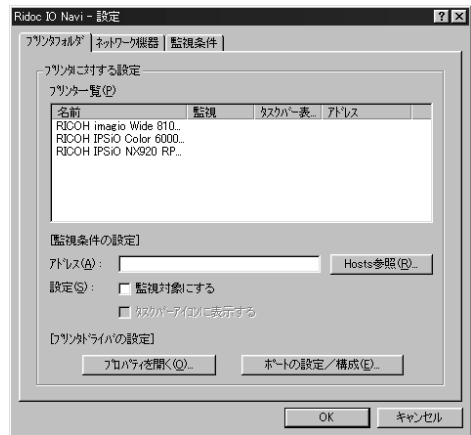 Ridoc IO Navi - 設定
プリンタフォルダ ネットワーク機器 監視条件
プリンタに対する設定
プリンター覧(P)
名前 監視 タスクバー表... アドレス
RICOH imagio Wide 810...
RICOH IPSiO Color 6000...
RICOH IPSiO NX920 RP...
[監視条件の設定]
アドレス(A): Hosts参照(R)...
設定(S): 監視対象にする
タスクバーアイコンに表示する
[プリンタドライバの設定]
プロパティを開く(O)... ポートの設定/構成(E)...
OK キャンセル